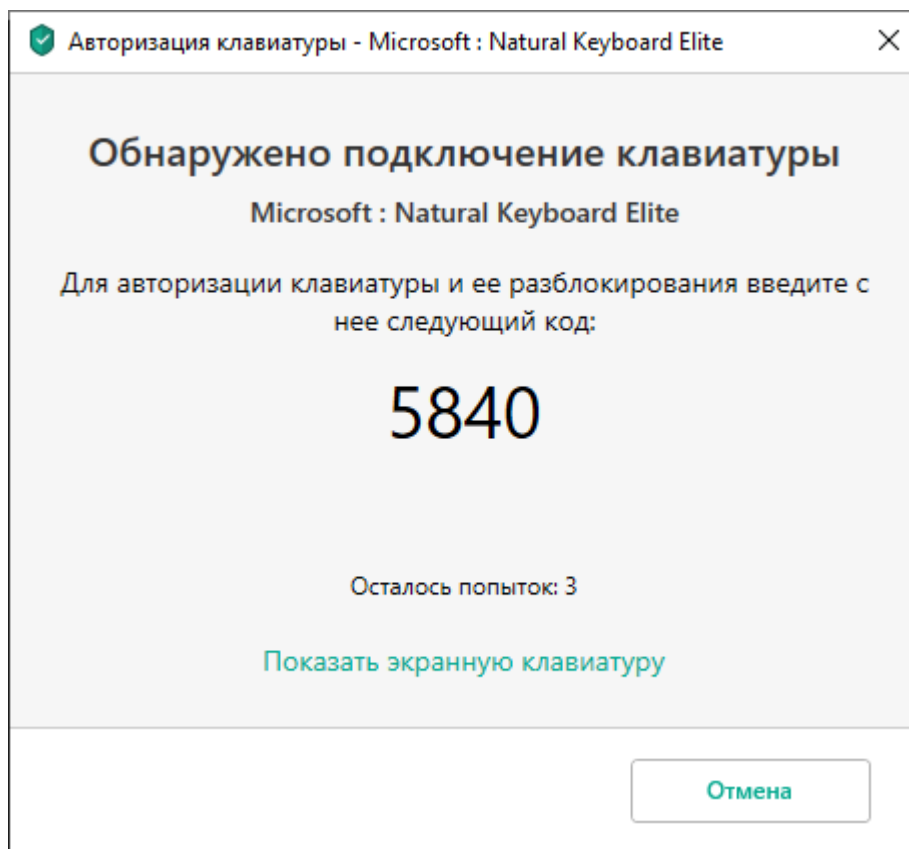 Авторизация клавиатуры - Microsoft : Natural Keyboard Elite
Обнаружено подключение клавиатуры
Microsoft : Natural Keyboard Elite
Для авторизации клавиатуры и ее разблокирования введите с
нее следующий код:
5840
Осталось попыток: 3
Показать экранную клавиатуру
Отмена